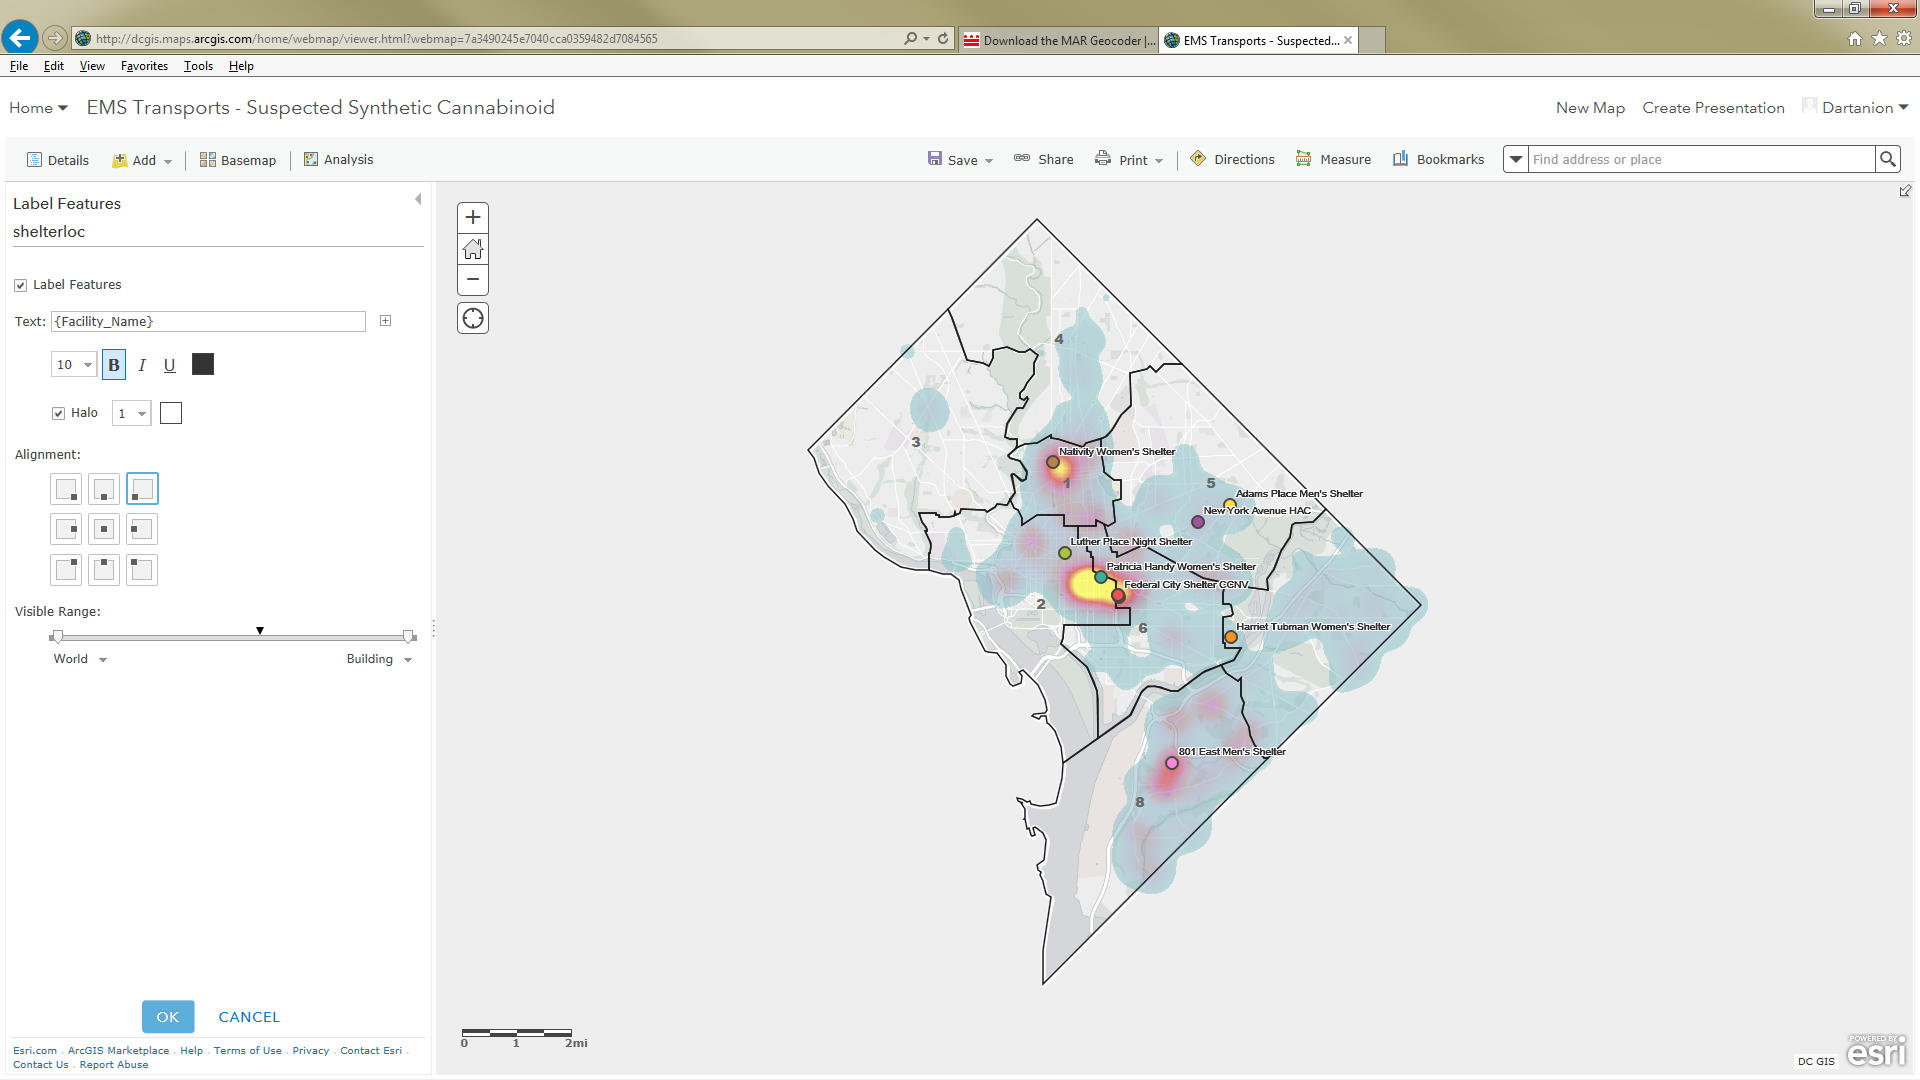 http://dcgis.maps.arcgis.com/home/webmap/viewer.html?webmap=7a3490245e7040cca0359482d7084565
Download the MAR Geocoder |...
EMS Transports - Suspected...
File Edit View Favorites Tools Help
Home EMS Transports - Suspected Synthetic Cannabinoid
New Map Create Presentation Dartanion
Details Add Basemap Analysis
Save Share Print Directions Measure Bookmarks Find address or place
Label Features
shelterloc
Label Features
Text: {Facility_Name}
10 B I U
Halo 1
Alignment:
Visible Range:
World Building
OK CANCEL
Esri.com . ArcGIS Marketplace . Help . Terms of Use . Privacy . Contact Esri .
Contact Us . Report Abuse
4
3
Nativity Women's Shelter
1
5
Adams Place Men's Shelter
New York Avenue HAC
Luther Place Night Shelter
Patricia Handy Women's Shelter
Federal City Shelter CCNV
2
6
Harriet Tubman Women's Shelter
801 East Men's Shelter
8
0 1 2mi
DC GIS
POWERED BY
esri